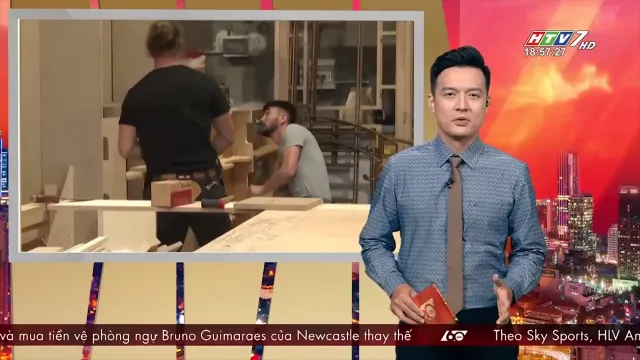 HTV7 HD
18:57:27
và mua tiền vệ phòng ngự Bruno Guimaraes của Newcastle thay thế 60 Theo Sky Sports, HLV An